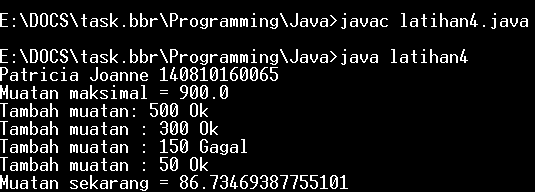 E:\DOCS\task.bbr\Programming\Java>javac latihan4.java
E:\DOCS\task.bbr\Programming\Java>java latihan4
Patricia Joanne 140810160065
Muatan maksimal = 900.0
Tambah muatan: 500 Ok
Tambah muatan : 300 Ok
Tambah muatan : 150 Gagal
Tambah muatan : 50 Ok
Muatan sekarang = 86.73469387755101